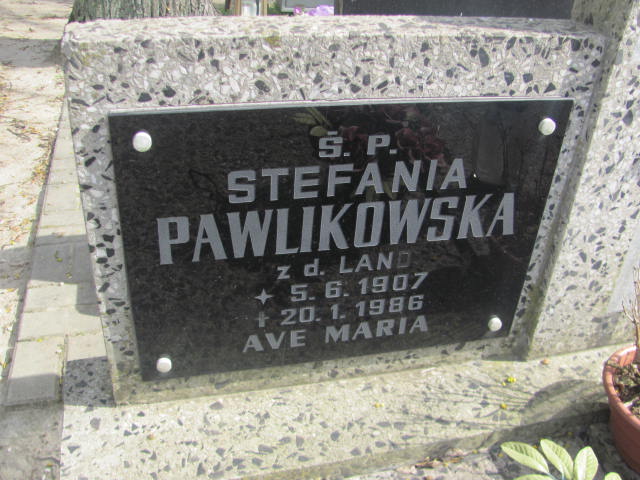 Ś. P.
STEFANIA
PAWLIKOWSKA
z d. LAND
✦ 5. 6. 1907
+ 20. 1. 1986
AVE MARIA